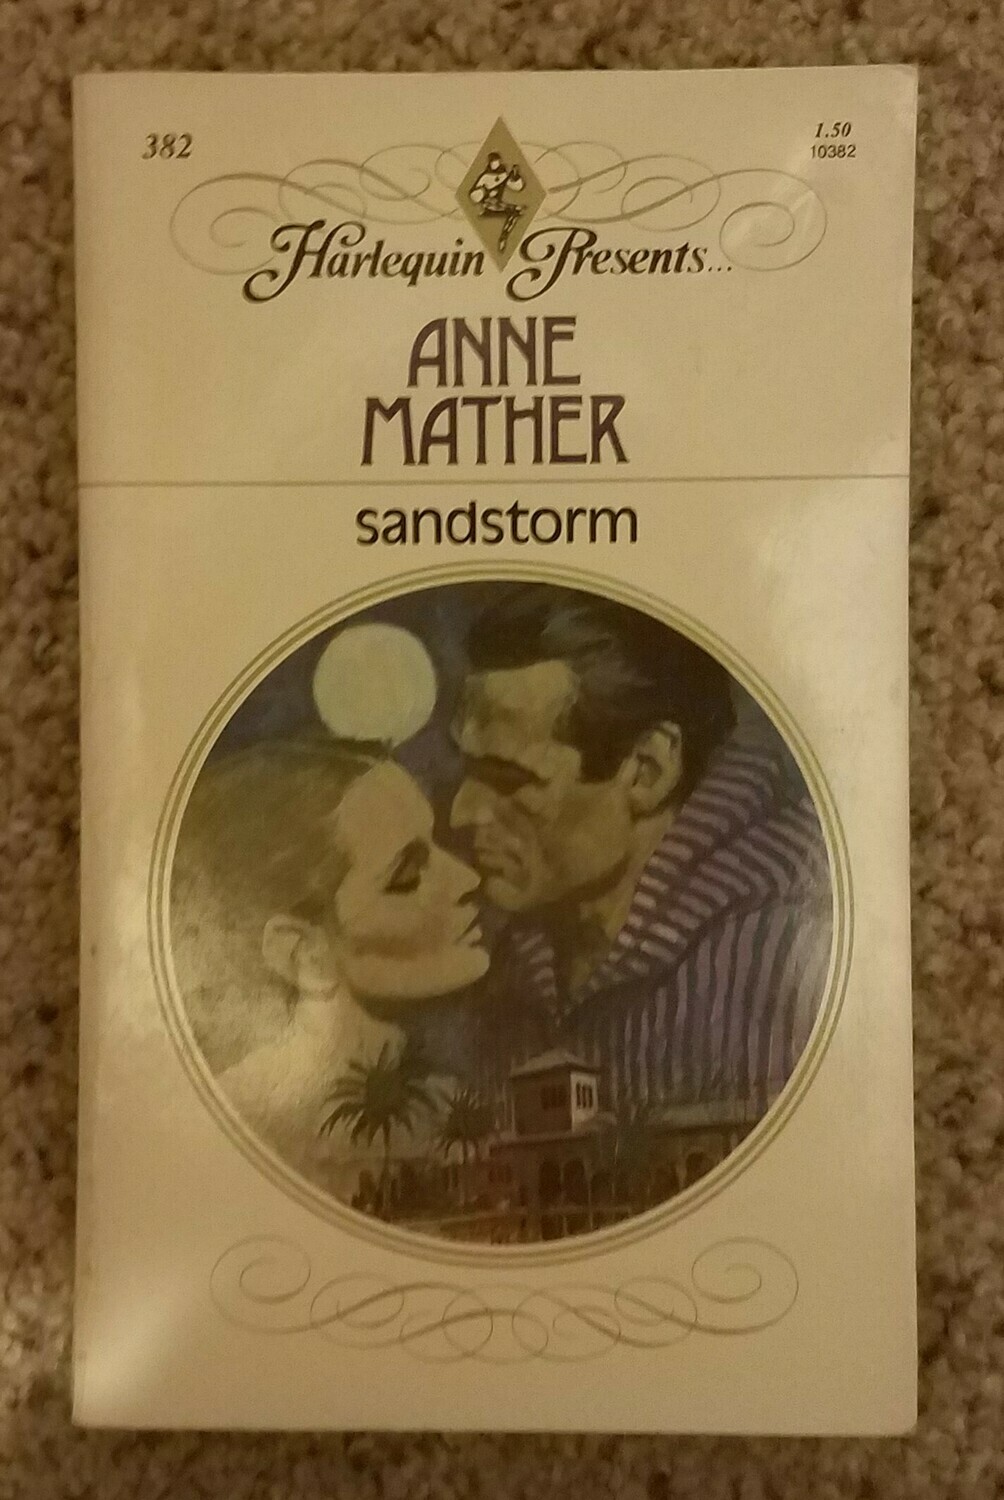 382
1.50
10382
Harlequin Presents...
ANNE
MATHER
sandstorm